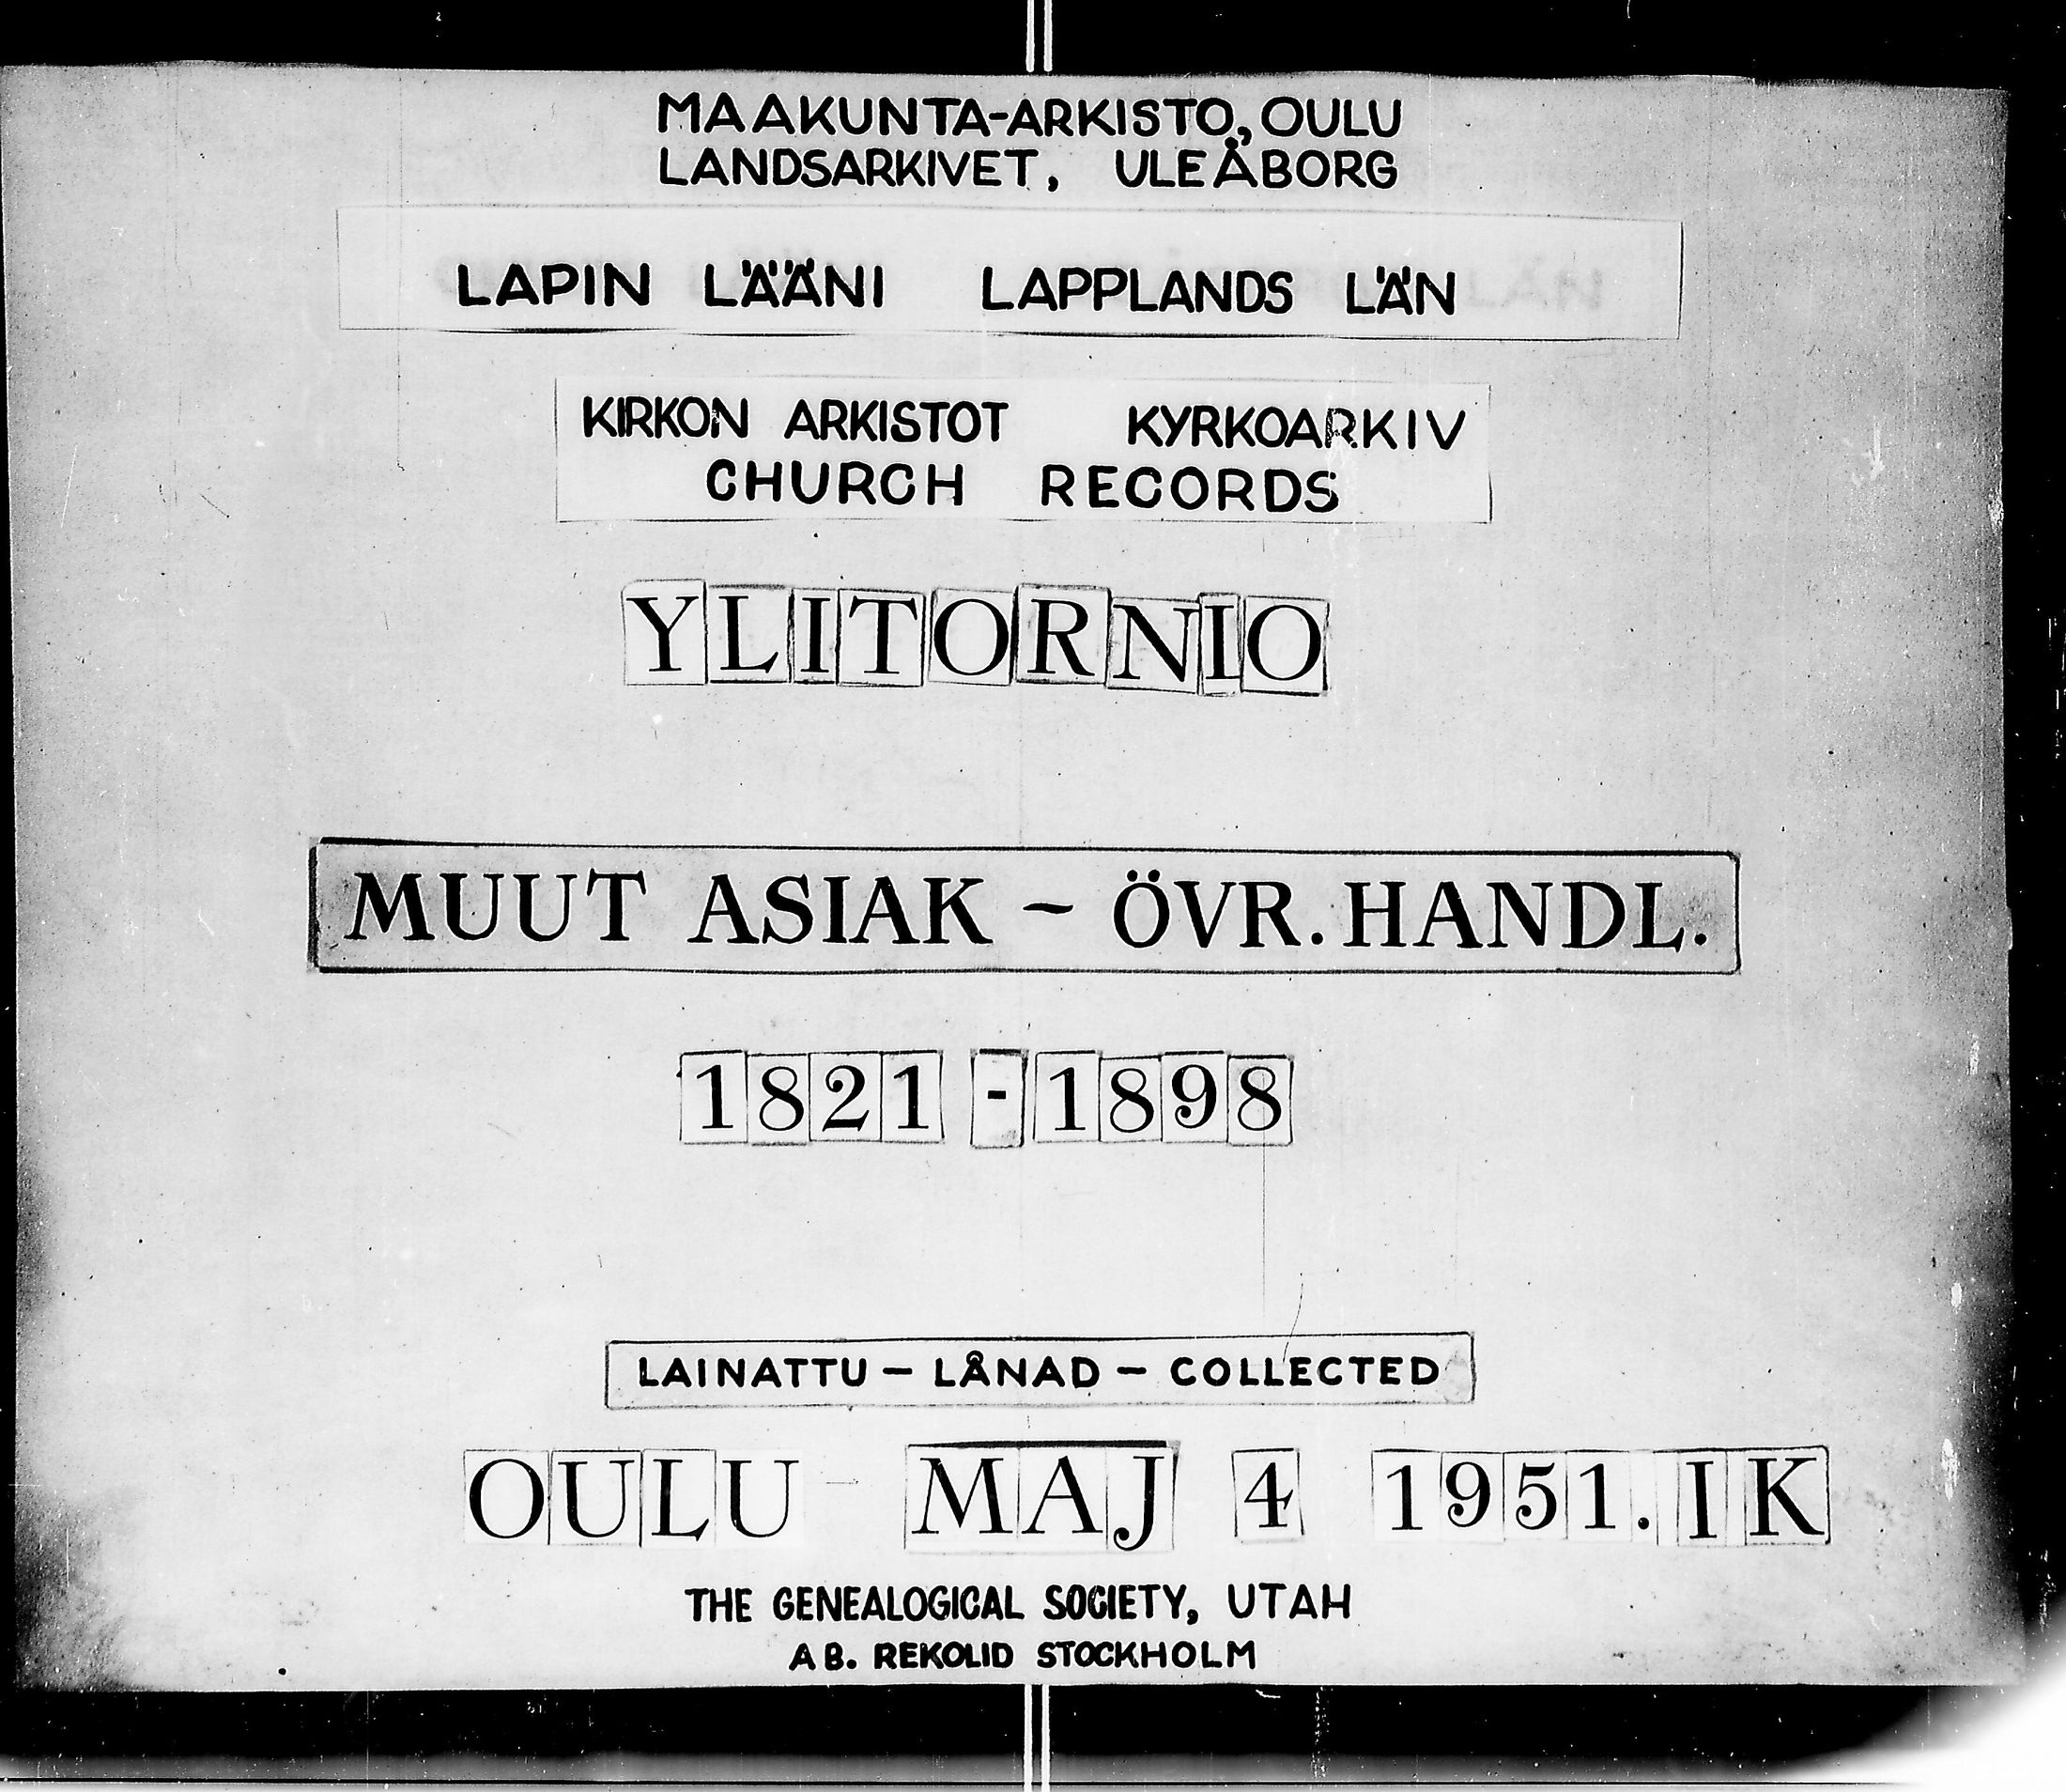 MAAKUNTA-ARKISTO, OULU
LANDSARKIVET, ULEÅBORG
LAPIN LÄÄNI LAPPLANDS LÄN
KIRKON ARKISTOT KYRKOARKIV
CHURCH RECORDS
YLITORNIO
MUUT ASIAK - ÖVR. HANDL.
1821 - 1898
LAINATTU - LÅNAD - COLLECTED
OULU MAJ 4 1951. IK
THE GENEALOGICAL SOCIETY, UTAH
AB. REKOLID STOCKHOLM